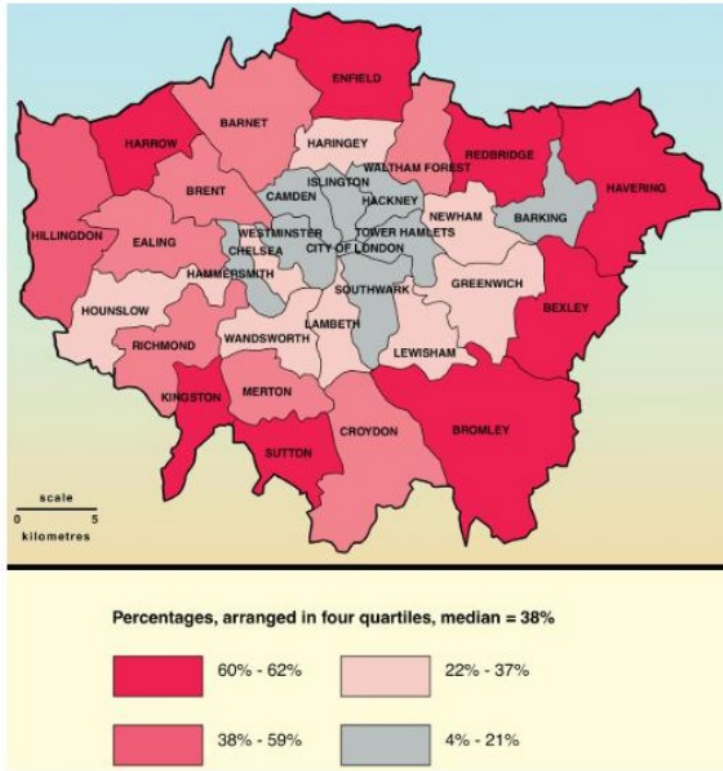 ENFIELD
BARNET
HARROW
HARINGEY
REDBRIDGE
WALTHAM FOREST
ISLINGTON
HAVERING
BRENT
CAMDEN
HACKNEY
NEWHAM
BARKING
HILLINGDON
EALING
WESTMINSTER
TOWER HAMLETS
CHELSEA
CITY OF LONDON
HAMMERSMITH
SOUTHWARK
GREENWICH
HOUNSLOW
BEXLEY
LAMBETH
RICHMOND
WANDSWORTH
LEWISHAM
KINGSTON
MERTON
CROYDON
BROMLEY
SUTTON
scale
0 5
kilometres
Percentages, arranged in four quartiles, median = 38%
60% - 62%
22% - 37%
38% - 59%
4% - 21%